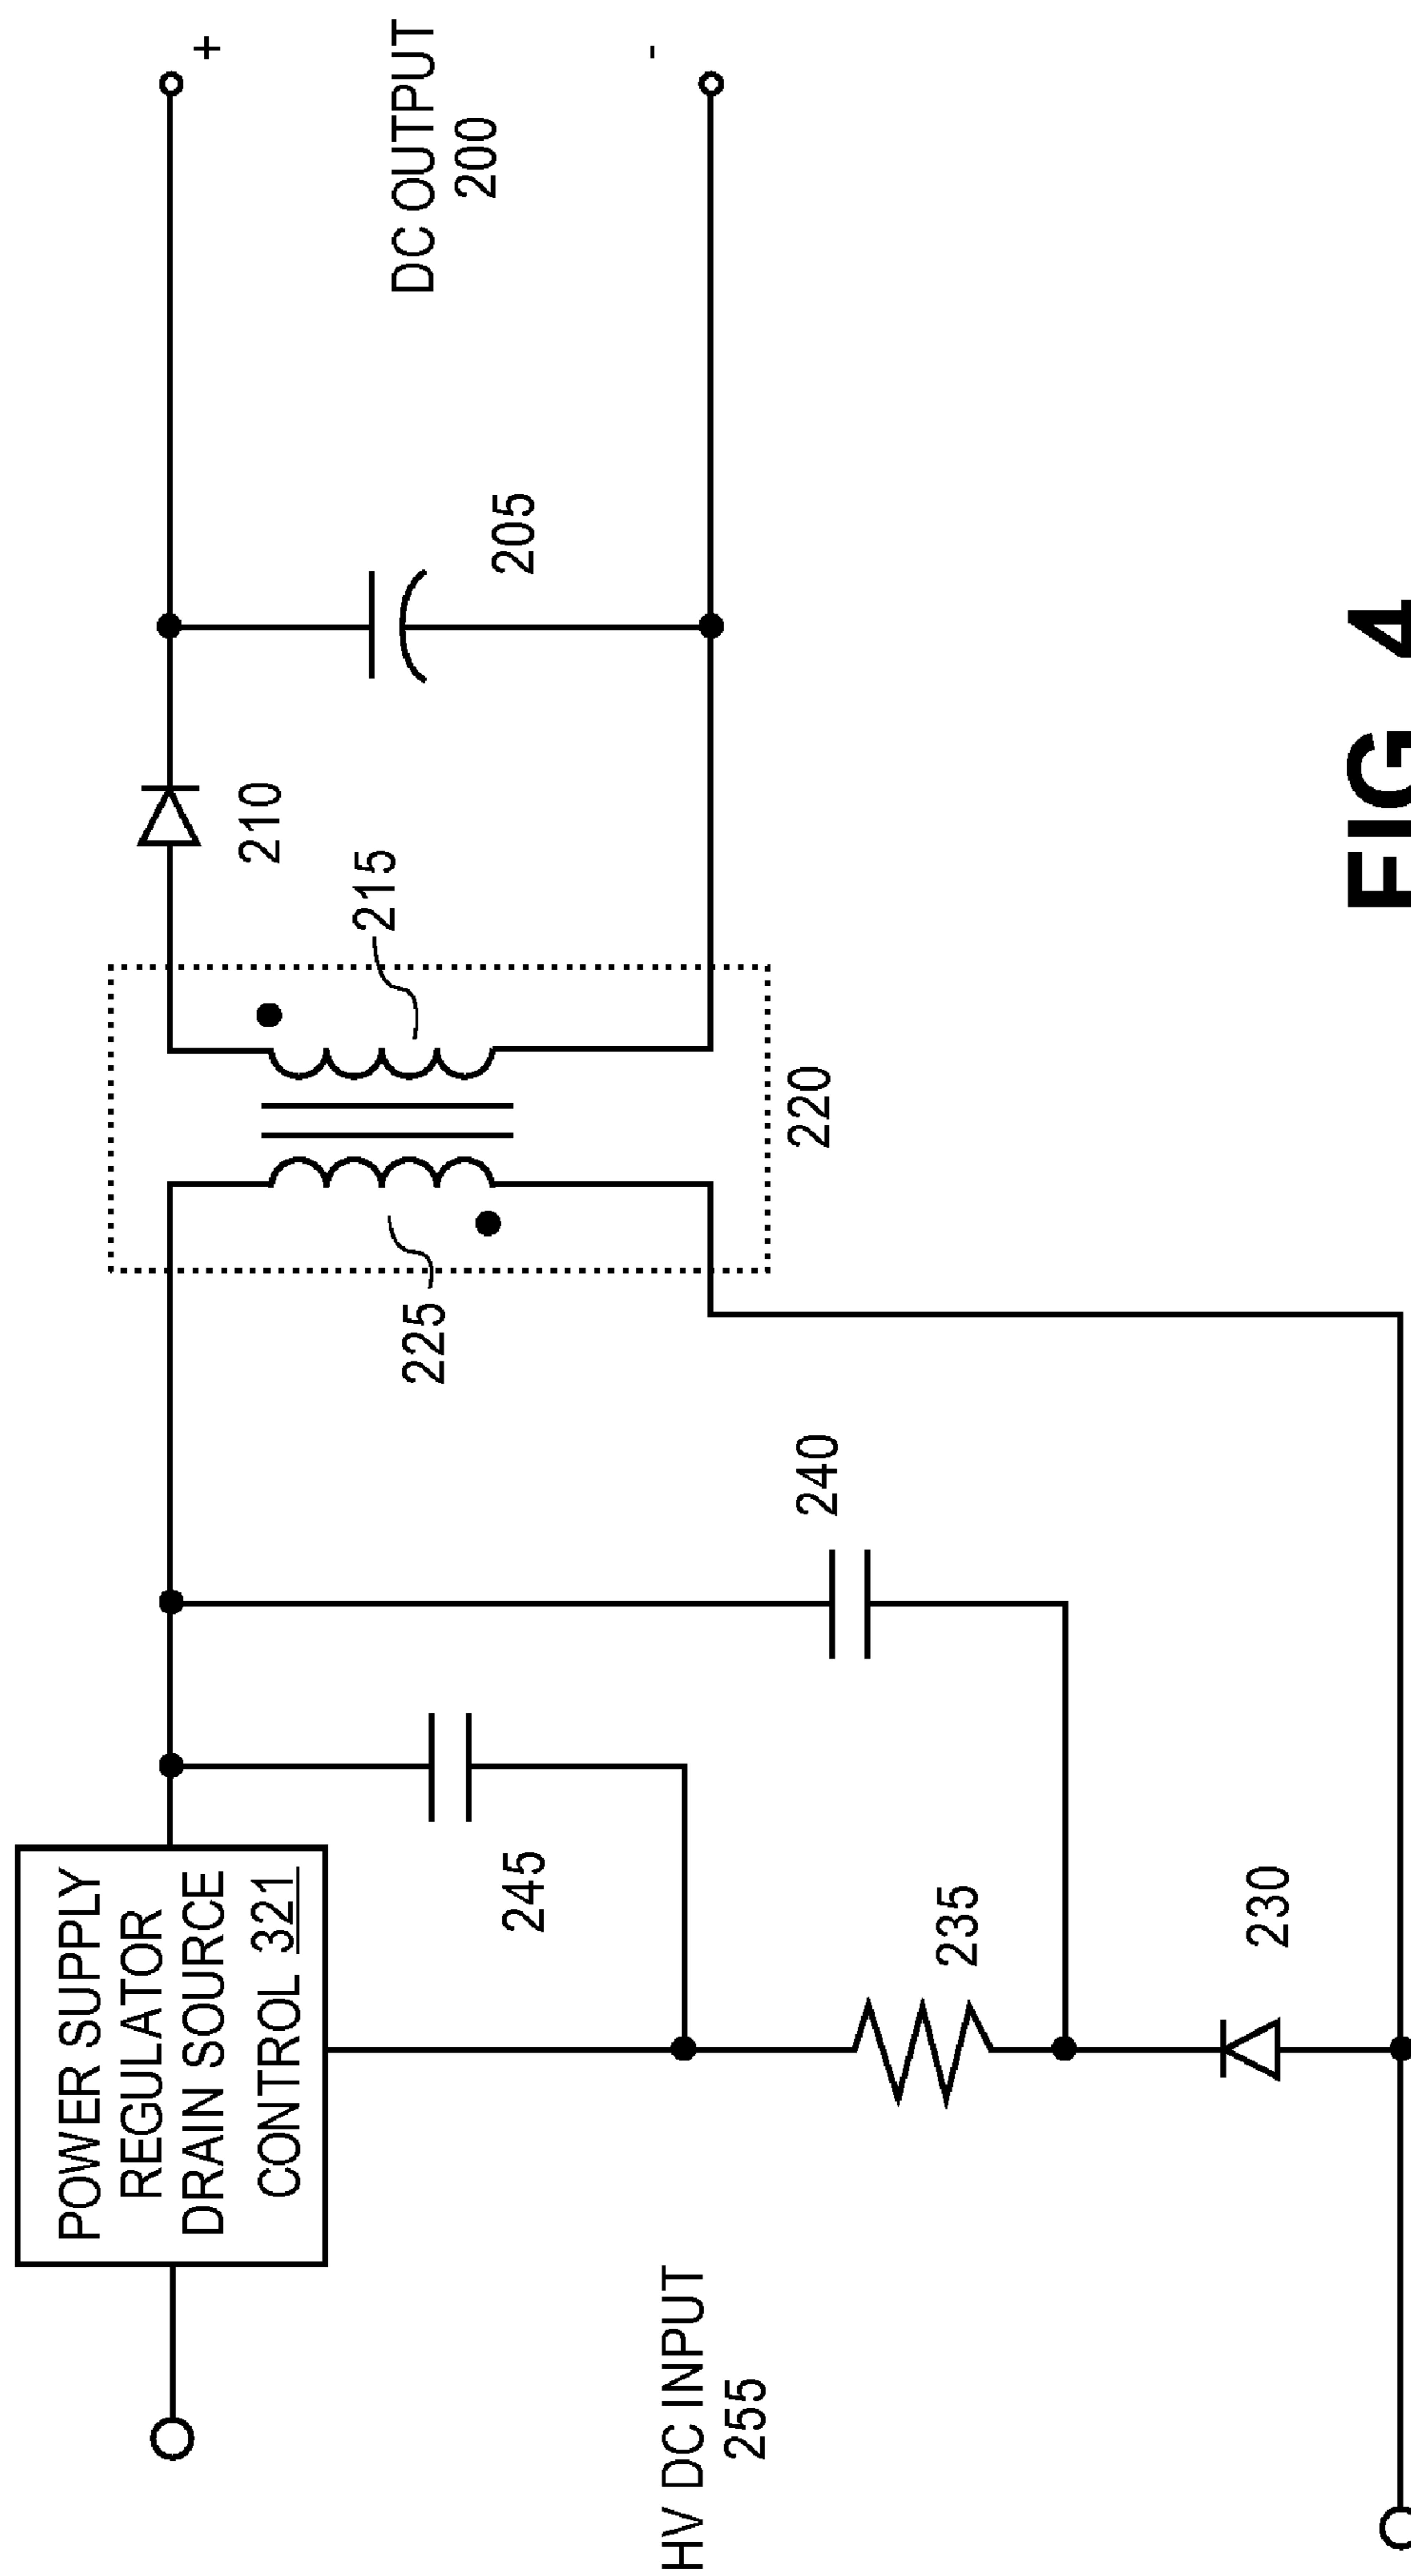 POWER SUPPLY
REGULATOR
DRAIN SOURCE
CONTROL 321
+
-
DC OUTPUT
200
205
210
215
220
225
240
245
235
230
HV DC INPUT
255
FIG 4